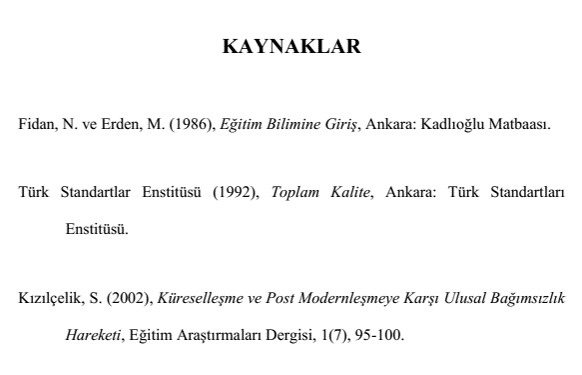 KAYNAKLAR
Fidan, N. ve Erden, M. (1986), Eğitim Bilimine Giriş, Ankara: Kadlıoğlu Matbaası.
Türk Standartlar Enstitüsü (1992), Toplam Kalite, Ankara: Türk Standartları
Enstitüsü.
Kızılçelik, S. (2002), Küreselleşme ve Post Modernleşmeye Karşı Ulusal Bağımsızlık
Hareketi, Eğitim Araştırmaları Dergisi, 1(7), 95-100.